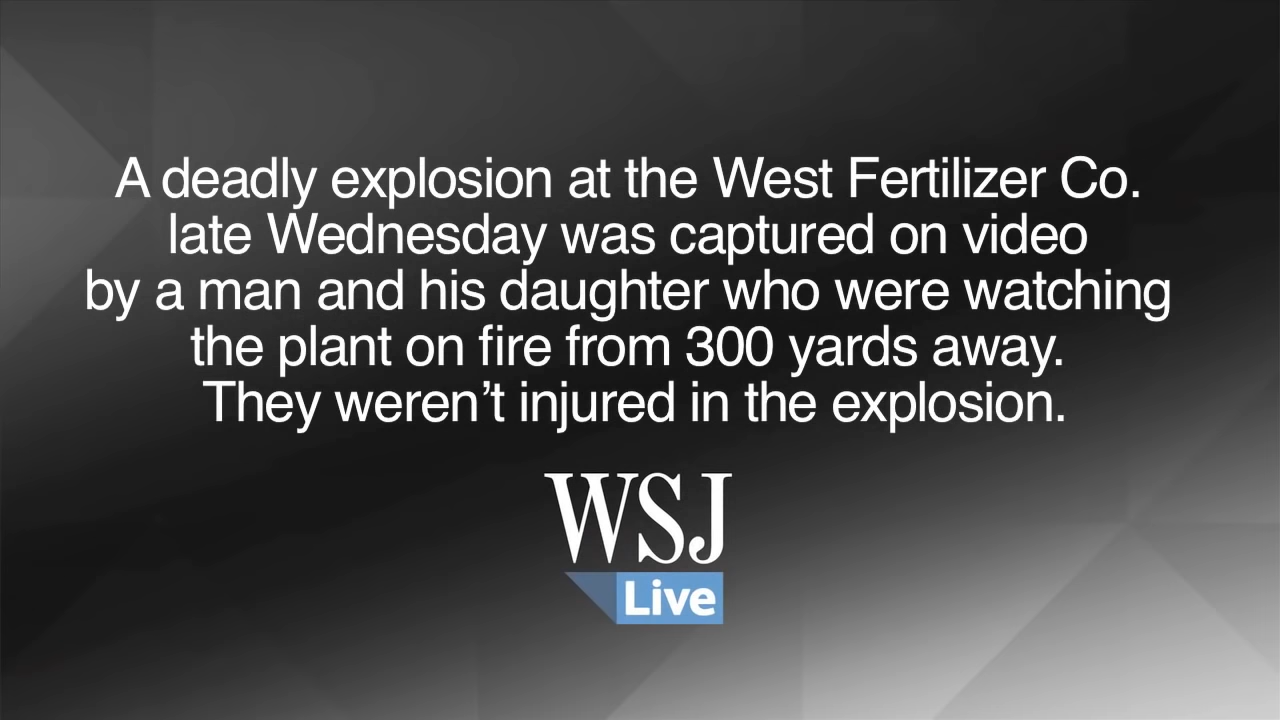 A deadly explosion at the West Fertilizer Co.
late Wednesday was captured on video
by a man and his daughter who were watching
the plant on fire from 300 yards away.
They weren’t injured in the explosion.
WSJ
Live